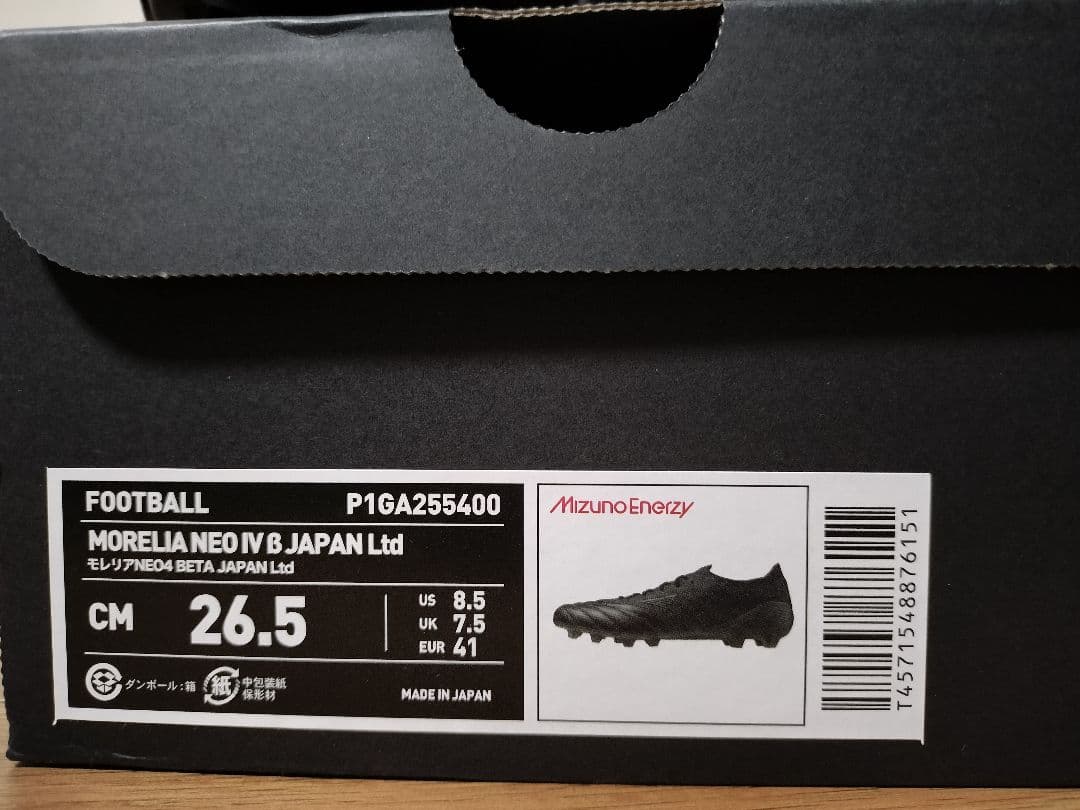 FOOTBALL P1GA255400
MORELIA NEO IV β JAPAN Ltd
モレリアNEO4 BETA JAPAN Ltd
CM 26.5
US 8.5
UK 7.5
EUR 41
ダンボール:箱
紙
中包装紙
保形材
MADE IN JAPAN
Mizuno Enerzy
T4571548876151